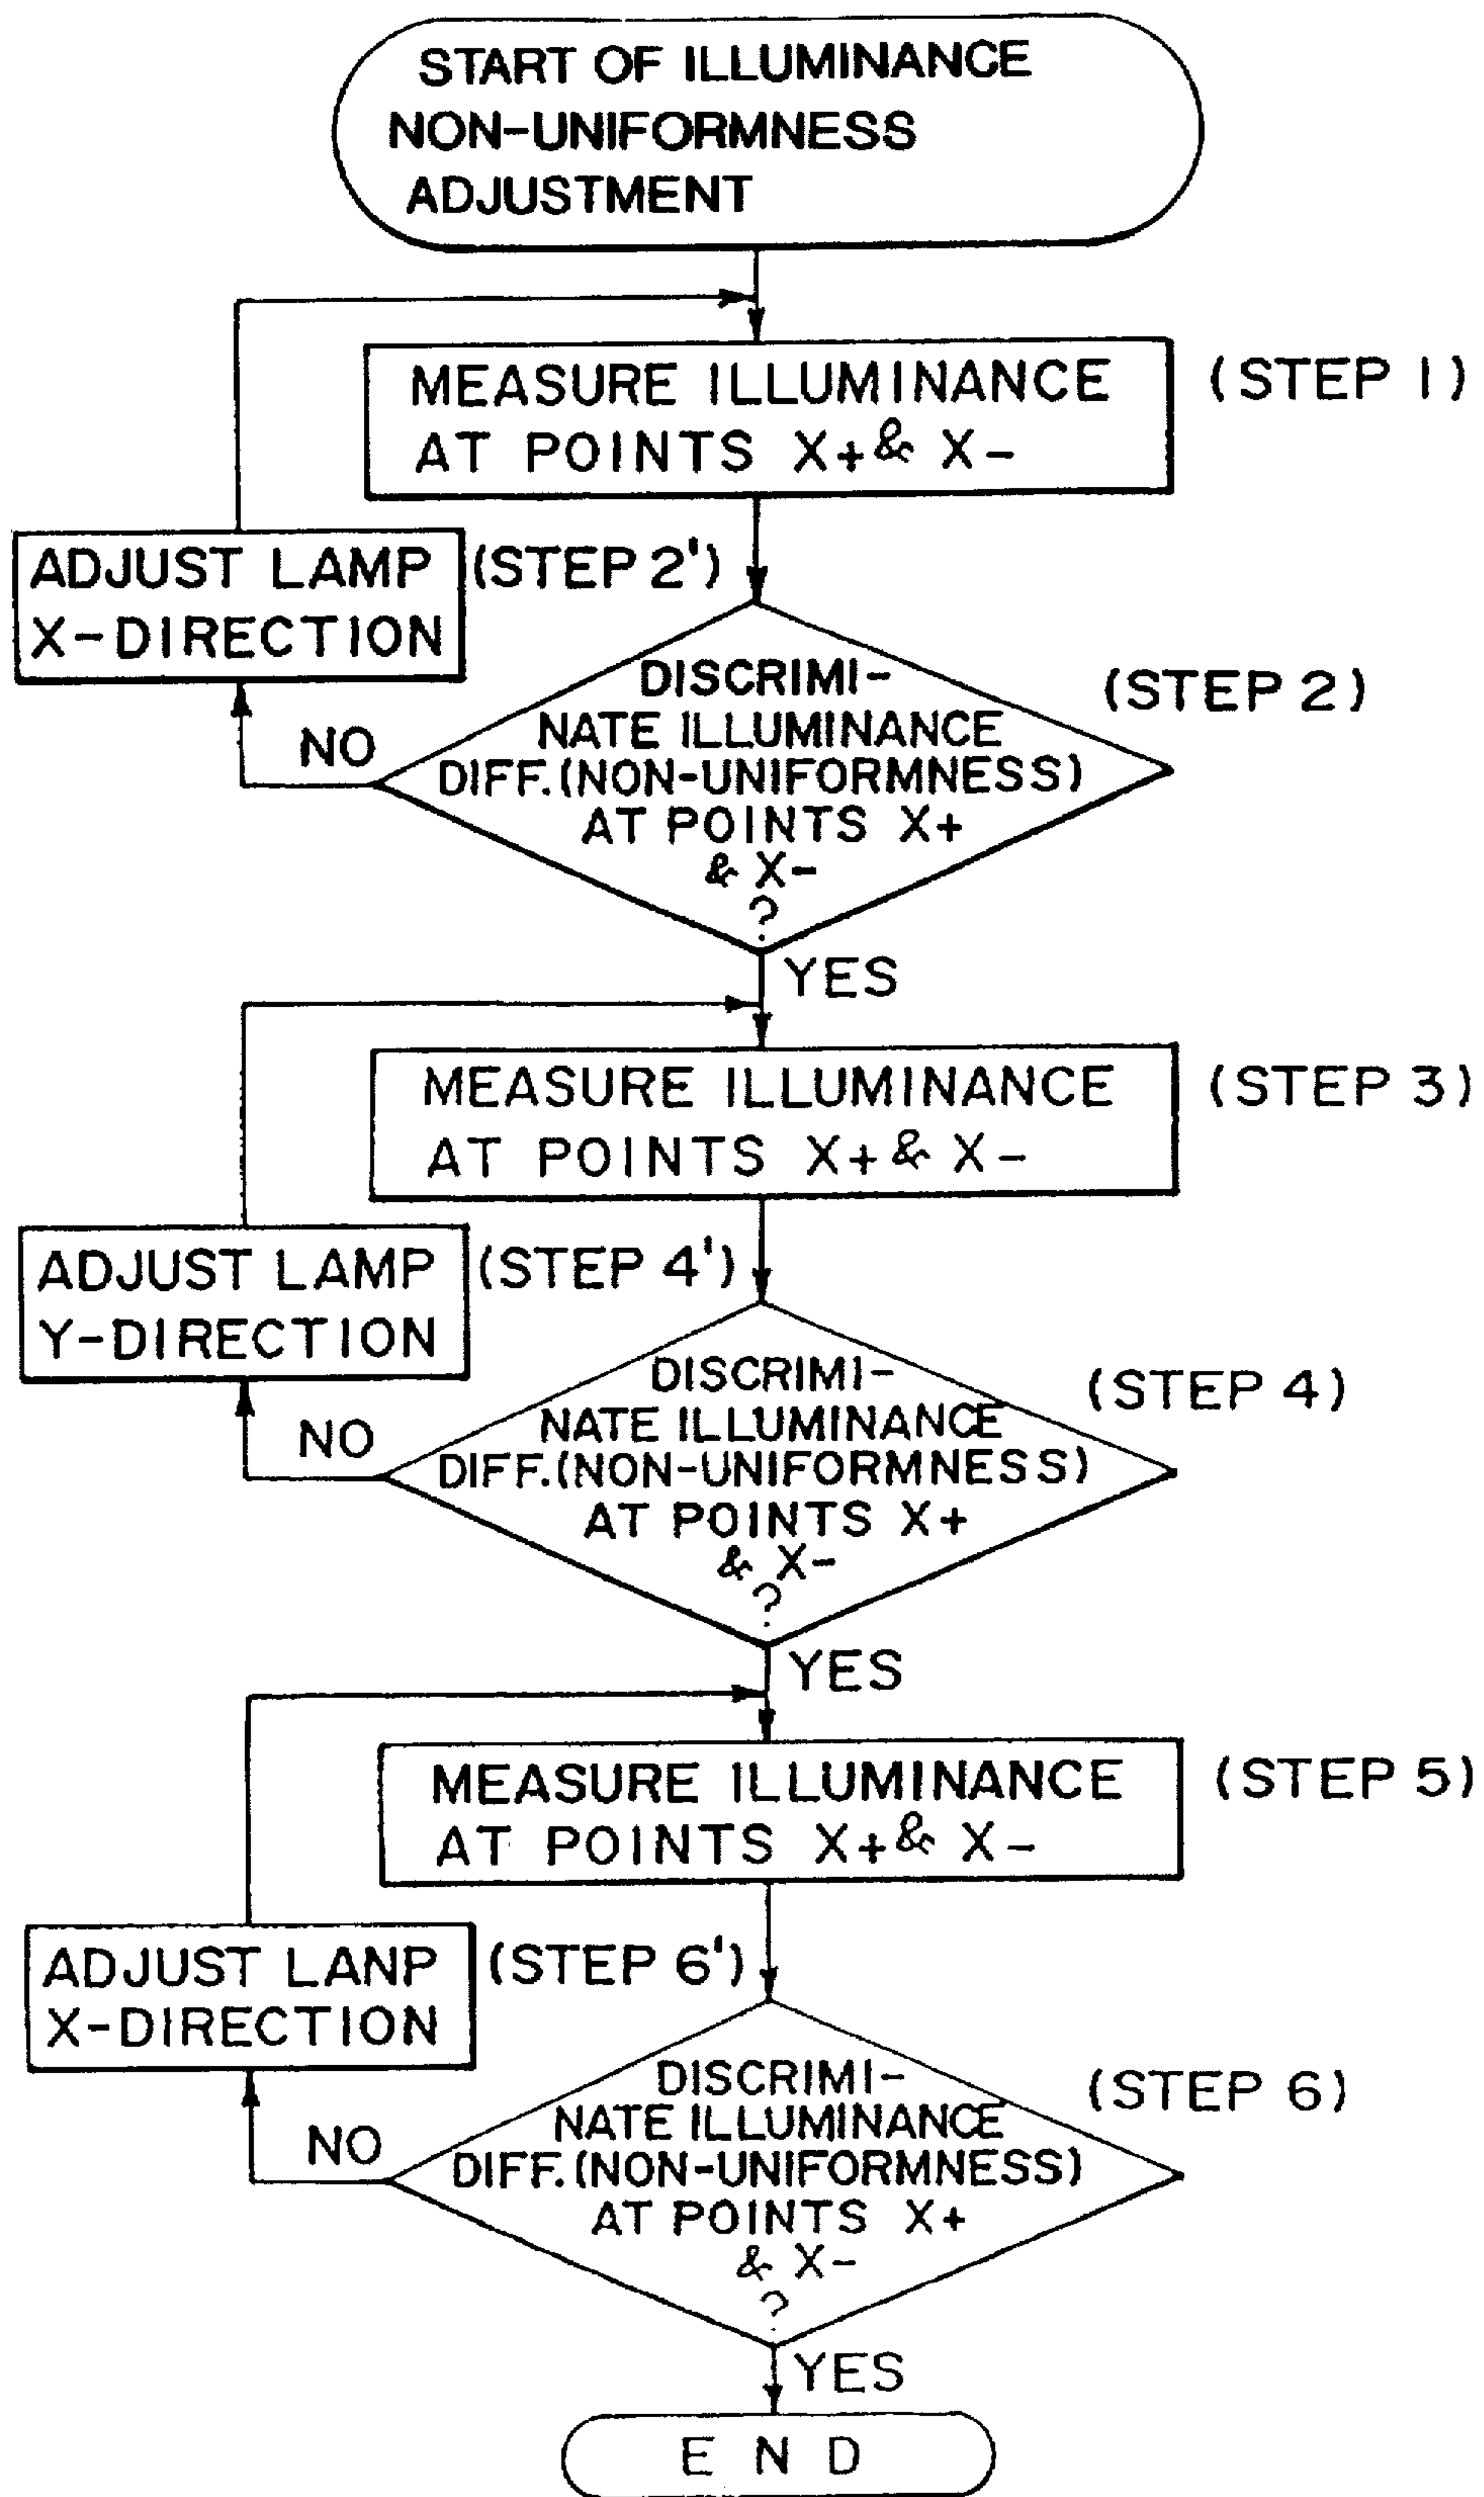 START OF ILLUMINANCE
NON-UNIFORMNESS
ADJUSTMENT
MEASURE ILLUMINANCE
AT POINTS X+ & X-
(STEP 1)
ADJUST LAMP
X-DIRECTION
(STEP 2')
DISCRIMI-
NATE ILLUMINANCE
DIFF.(NON-UNIFORMNESS)
AT POINTS X+
& X-
?
(STEP 2)
NO
YES
MEASURE ILLUMINANCE
AT POINTS X+ & X-
(STEP 3)
ADJUST LAMP
Y-DIRECTION
(STEP 4')
DISCRIMI-
NATE ILLUMINANCE
DIFF.(NON-UNIFORMNESS)
AT POINTS X+
& X-
?
(STEP 4)
NO
YES
MEASURE ILLUMINANCE
AT POINTS X+ & X-
(STEP 5)
ADJUST LANP
X-DIRECTION
(STEP 6')
DISCRIMI-
NATE ILLUMINANCE
DIFF.(NON-UNIFORMNESS)
AT POINTS X+
& X-
?
(STEP 6)
NO
YES
END